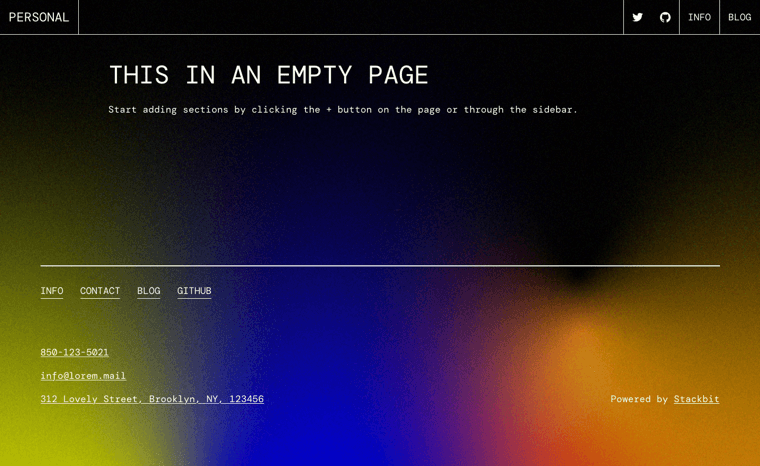 PERSONAL
INFO
BLOG
THIS IN AN EMPTY PAGE
Start adding sections by clicking the + button on the page or through the sidebar.
INFO CONTACT BLOG GITHUB
850-123-5021
info@lorem.mail
312 Lovely Street, Brooklyn, NY, 123456
Powered by Stackbit